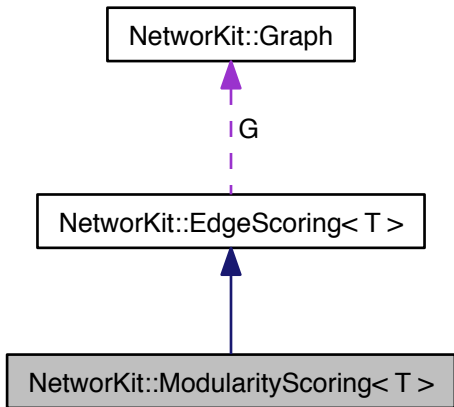 NetworKit::Graph
G
NetworKit::EdgeScoring< T >
NetworKit::ModularityScoring< T >